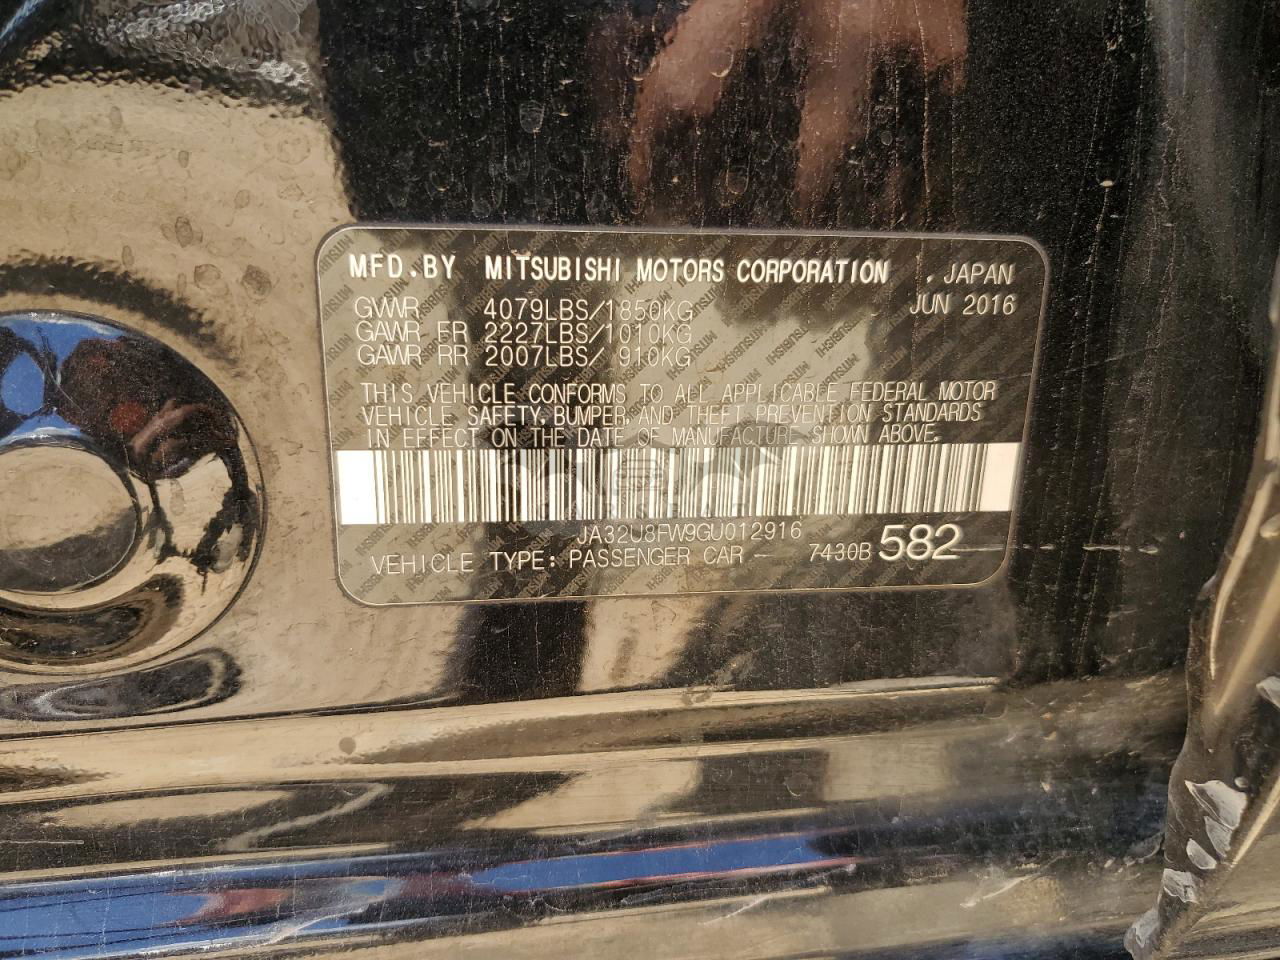 MFD.BY MITSUBISHI MOTORS CORPORATION . JAPAN
GVWR 4079LBS/1850KG JUN 2016
GAWR FR 2227LBS/1010KG
GAWR RR 2007LBS/ 910KG
THIS VEHICLE CONFORMS TO ALL APPLICABLE FEDERAL MOTOR
VEHICLE SAFETY, BUMPER, AND THEFT PREVENTION STANDARDS
IN EFFECT ON THE DATE OF MANUFACTURE SHOWN ABOVE.
JA32U8FW9GU012916
VEHICLE TYPE: PASSENGER CAR 7430B 582